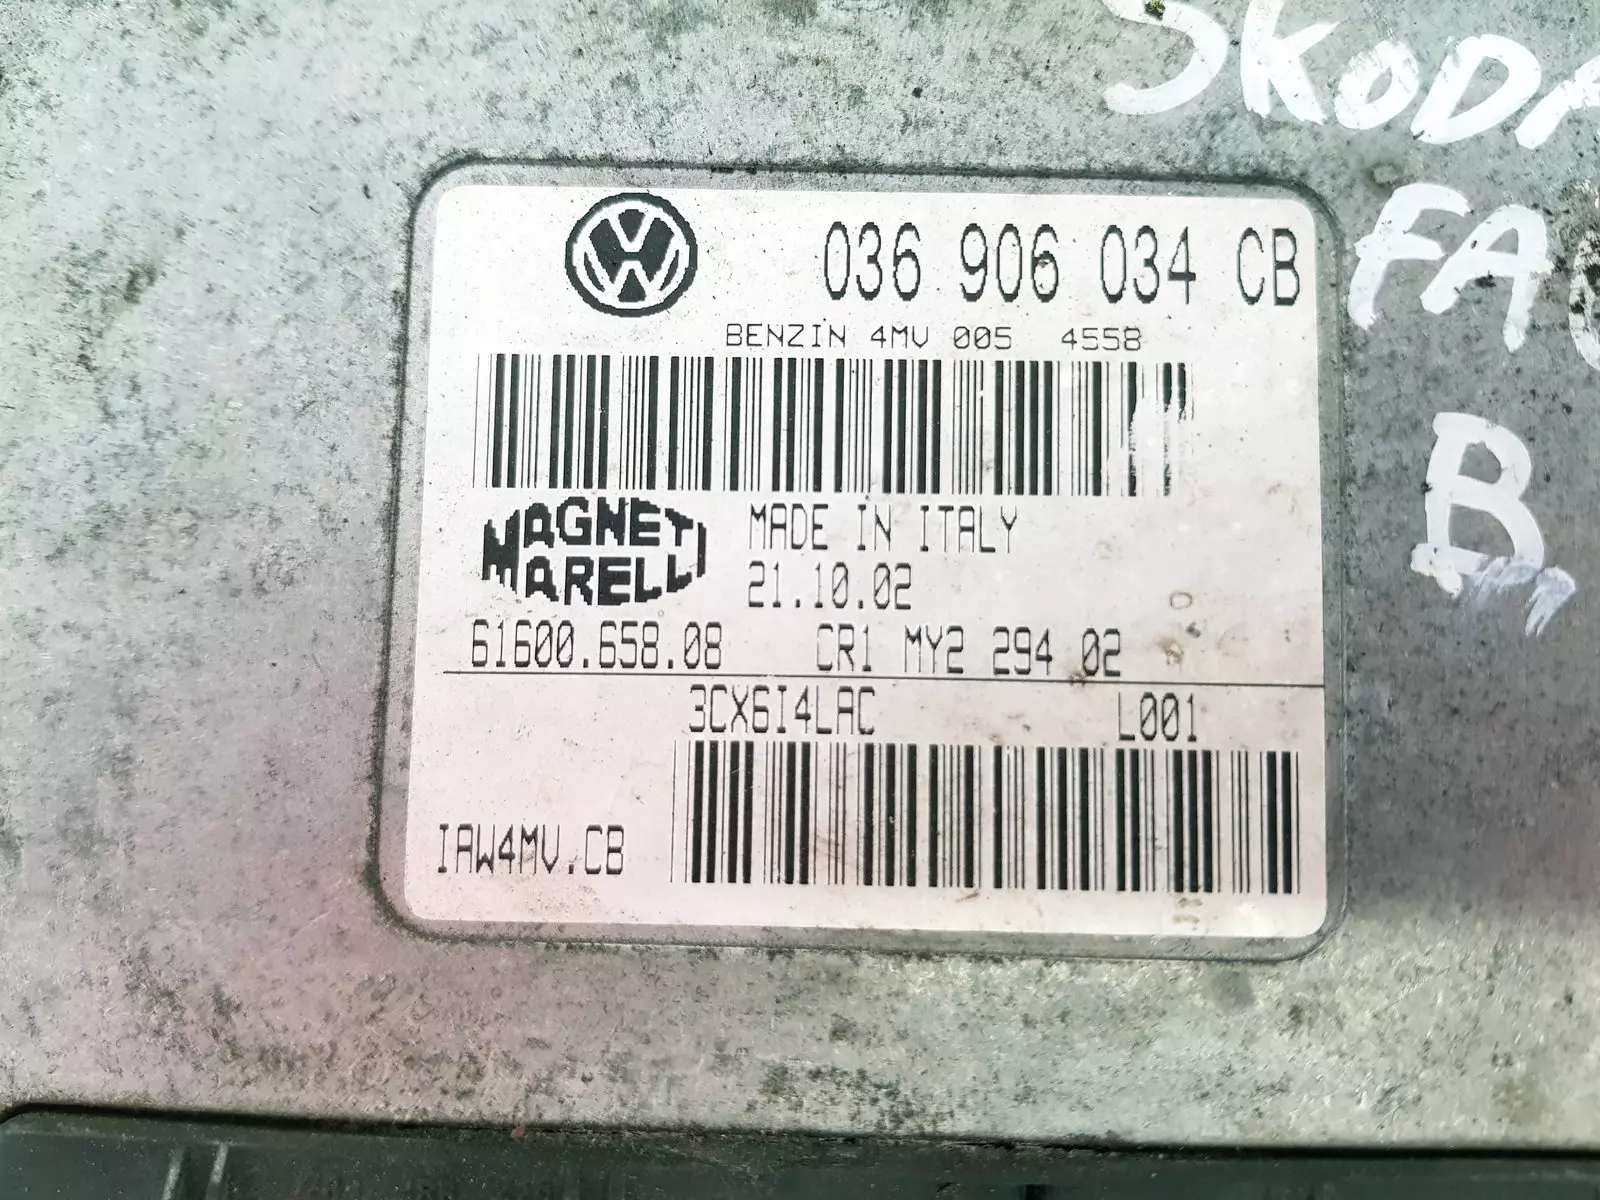 SKODA
FA
B
036 906 034 CB
BENZIN 4MV 005 4558
MAGNETI
MARELLI
MADE IN ITALY
21.10.02
61600.658.08 CR1 MY2 294 02
3CX6I4LAC L001
IAW4MV.CB